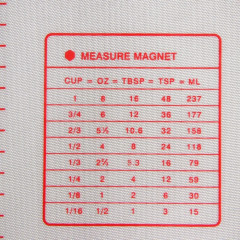 MEASURE MAGNET
CUP = OZ = TBSP = TSP = ML
1 8 16 48 237
3/4 6 12 36 177
2/3 5⅓ 10.6 32 158
1/2 4 8 24 118
1/3 2⅔ 5.3 16 79
1/4 2 4 12 59
1/8 1 2 6 30
1/16 1/2 1 3 15